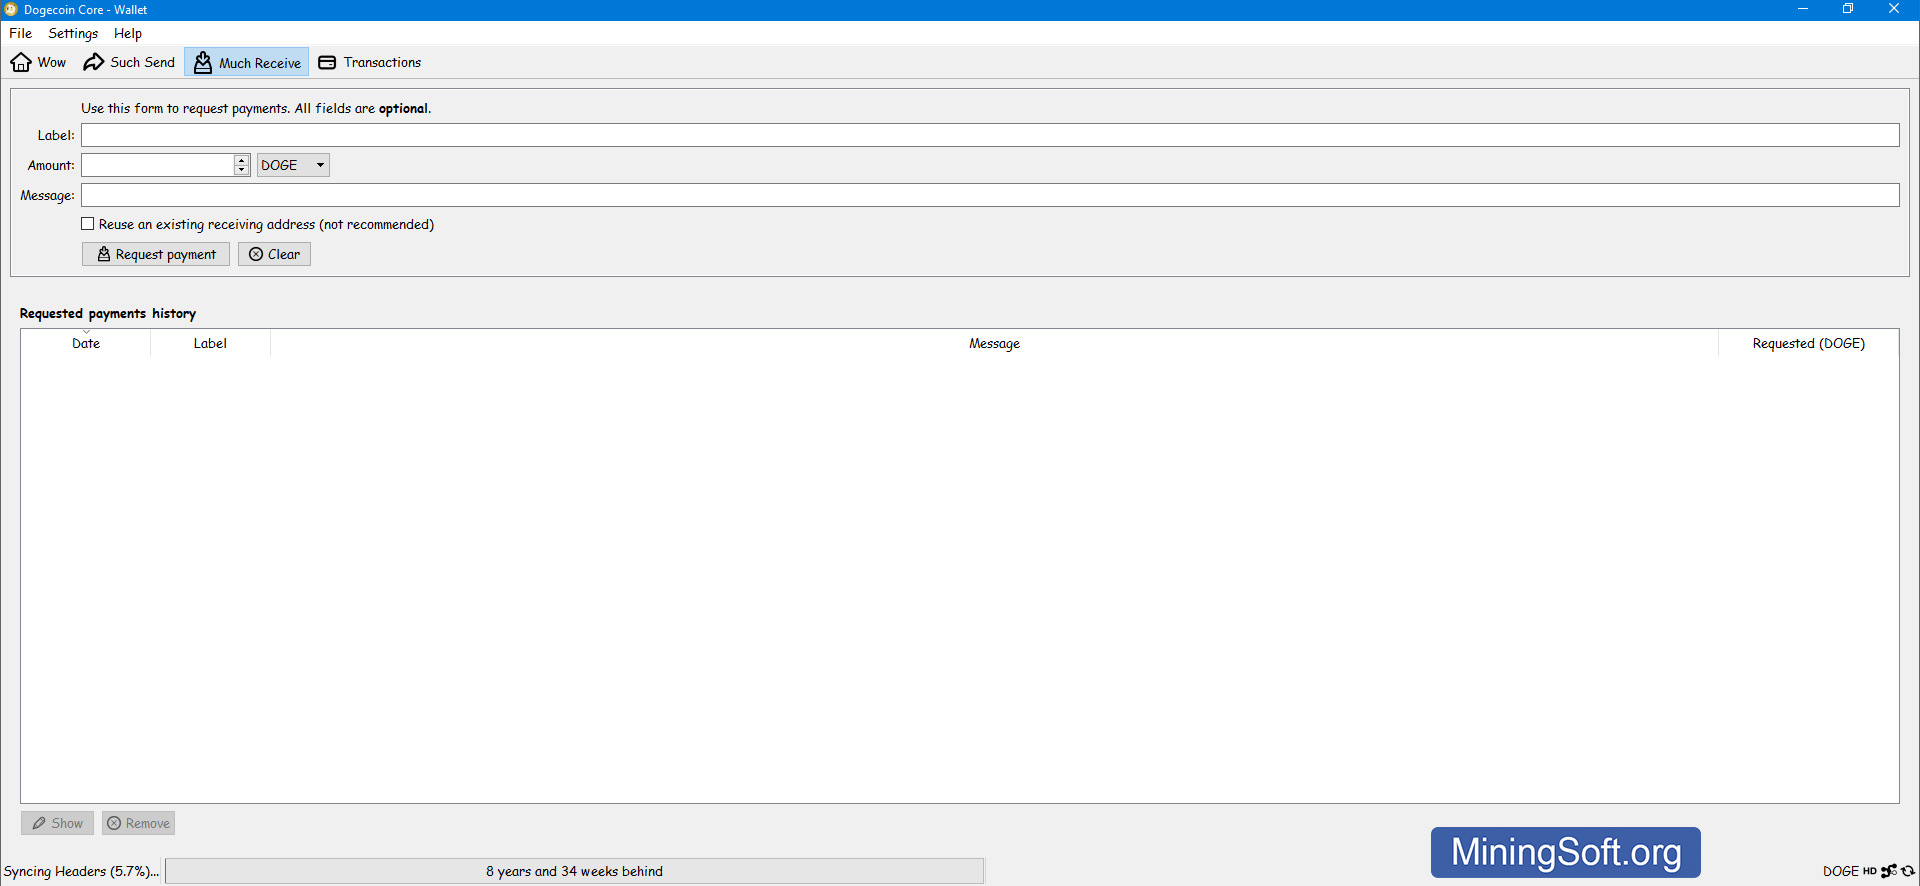 Dogecoin Core - Wallet
File Settings Help
Wow Such Send Much Receive Transactions
Use this form to request payments. All fields are optional.
Label:
Amount: DOGE
Message:
Reuse an existing receiving address (not recommended)
Request payment Clear
Requested payments history
Date Label Message Requested (DOGE)
Show Remove
MiningSoft.org
Syncing Headers (5.7%)... 8 years and 34 weeks behind DOGE HD